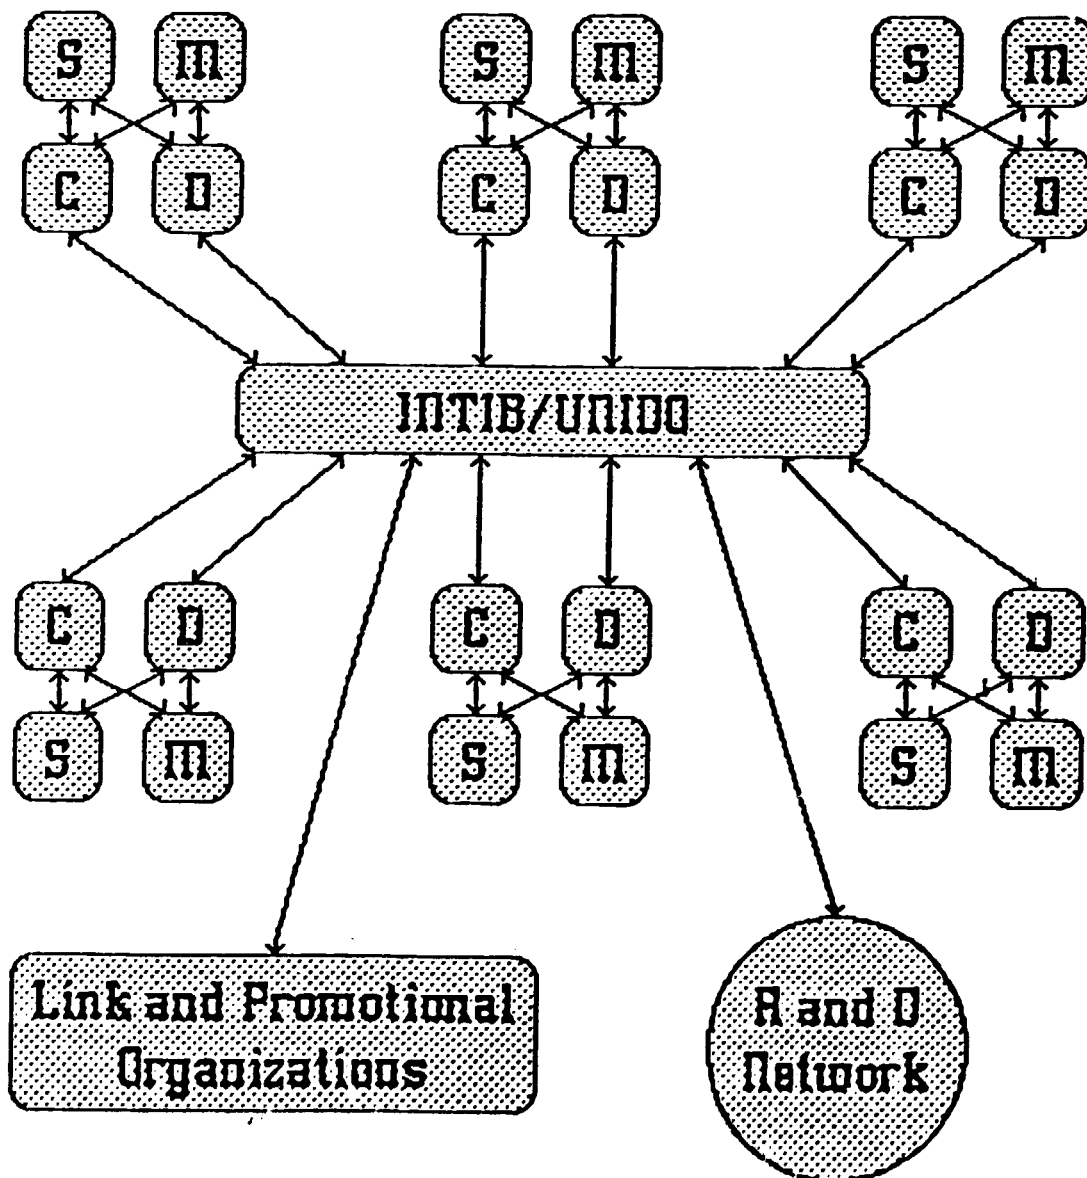 S M S M S M
C D C D C D
INTIB/UNIDO
C D C D C D
S M S M S M
Link and Promotional
Organizations
R and D
Network